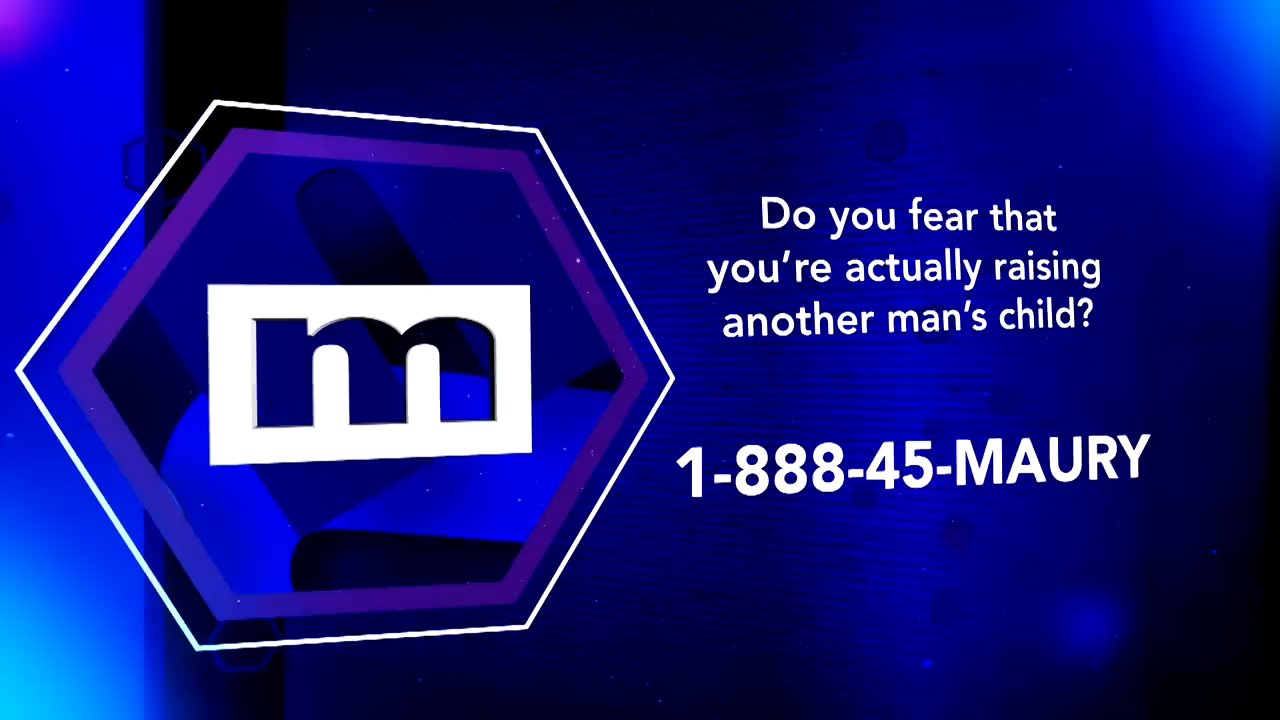 m
Do you fear that
you're actually raising
another man's child?
1-888-45-MAURY